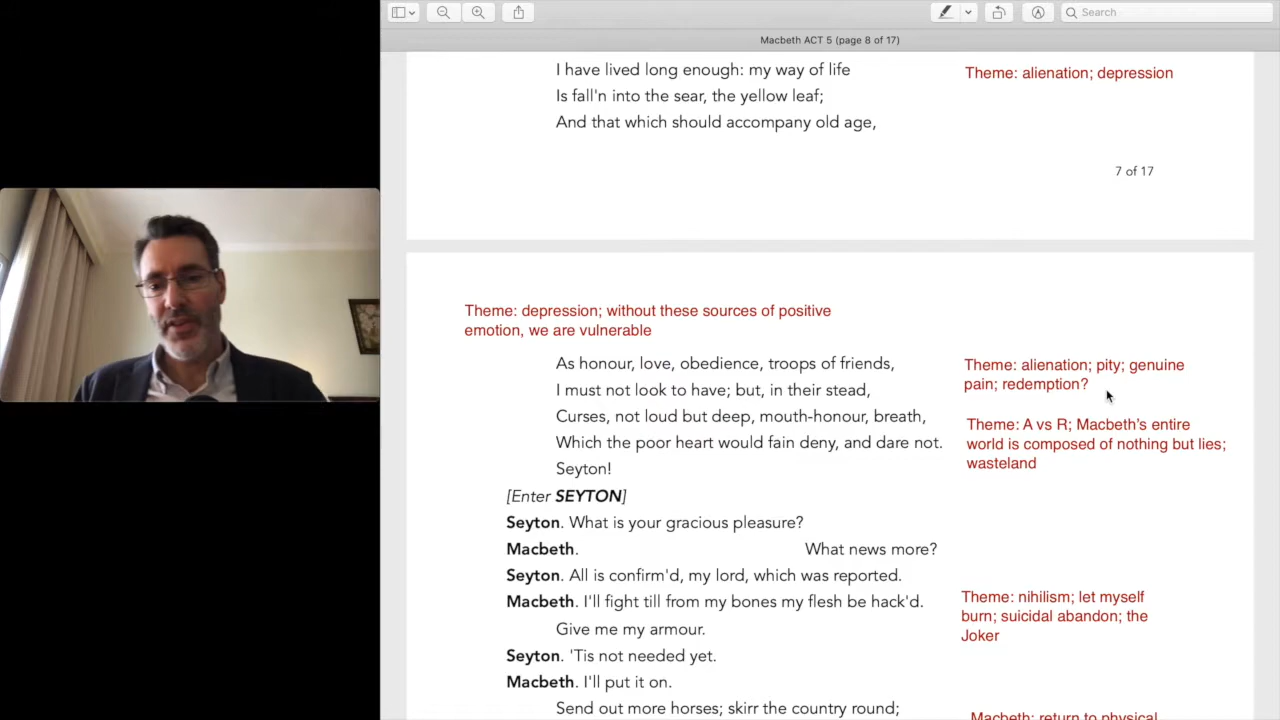 Search
Macbeth ACT 5 (page 8 of 17)
I have lived long enough: my way of life
Is fall'n into the sear, the yellow leaf;
And that which should accompany old age,
Theme: alienation; depression
7 of 17
Theme: depression; without these sources of positive
emotion, we are vulnerable
As honour, love, obedience, troops of friends,
I must not look to have; but, in their stead,
Curses, not loud but deep, mouth-honour, breath,
Which the poor heart would fain deny, and dare not.
Seyton!
Theme: alienation; pity; genuine
pain; redemption?
Theme: A vs R; Macbeth’s entire
world is composed of nothing but lies;
wasteland
[Enter SEYTON]
Seyton. What is your gracious pleasure?
Macbeth. What news more?
Seyton. All is confirm'd, my lord, which was reported.
Macbeth. I'll fight till from my bones my flesh be hack'd.
Give me my armour.
Theme: nihilism; let myself
burn; suicidal abandon; the
Joker
Seyton. 'Tis not needed yet.
Macbeth. I'll put it on.
Send out more horses; skirr the country round;
Macbeth: return to physical